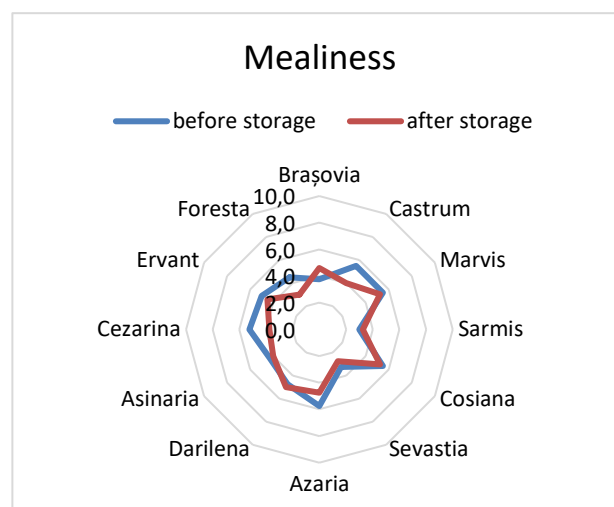 Mealiness
before storage after storage
Brașovia
10,0
Foresta Castrum
8,0
6,0
Ervant Marvis
4,0
2,0
Cezarina 0,0 Sarmis
Asinaria Cosiana
Darilena Sevastia
Azaria